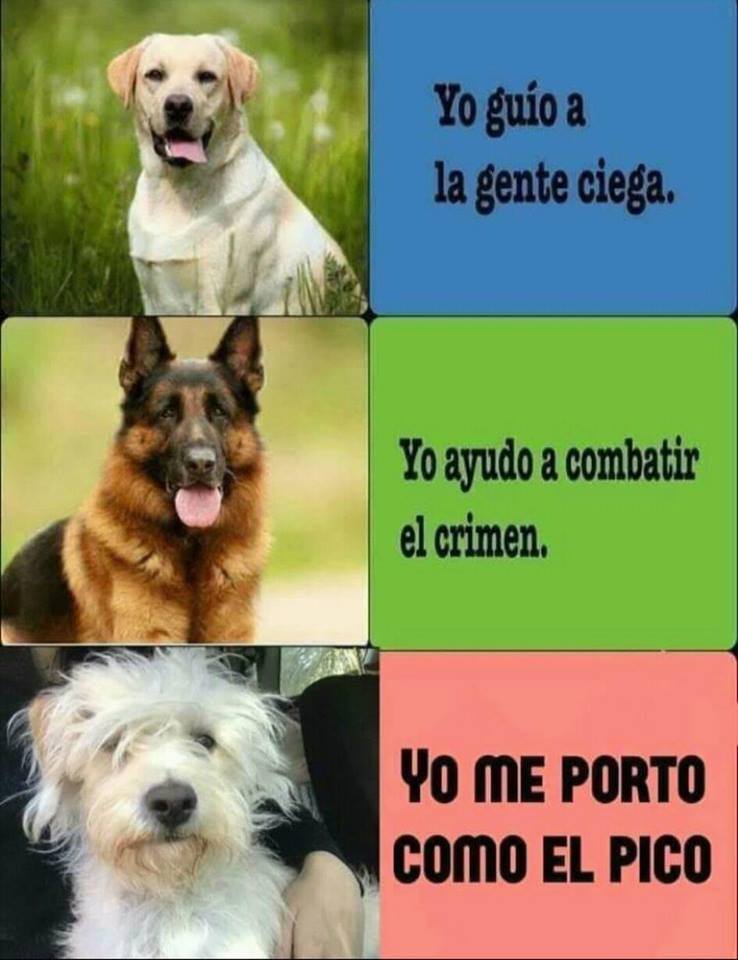 Yo guío a
la gente ciega.
Yo ayudo a combatir
el crimen.
YO ME PORTO
COMO EL PICO